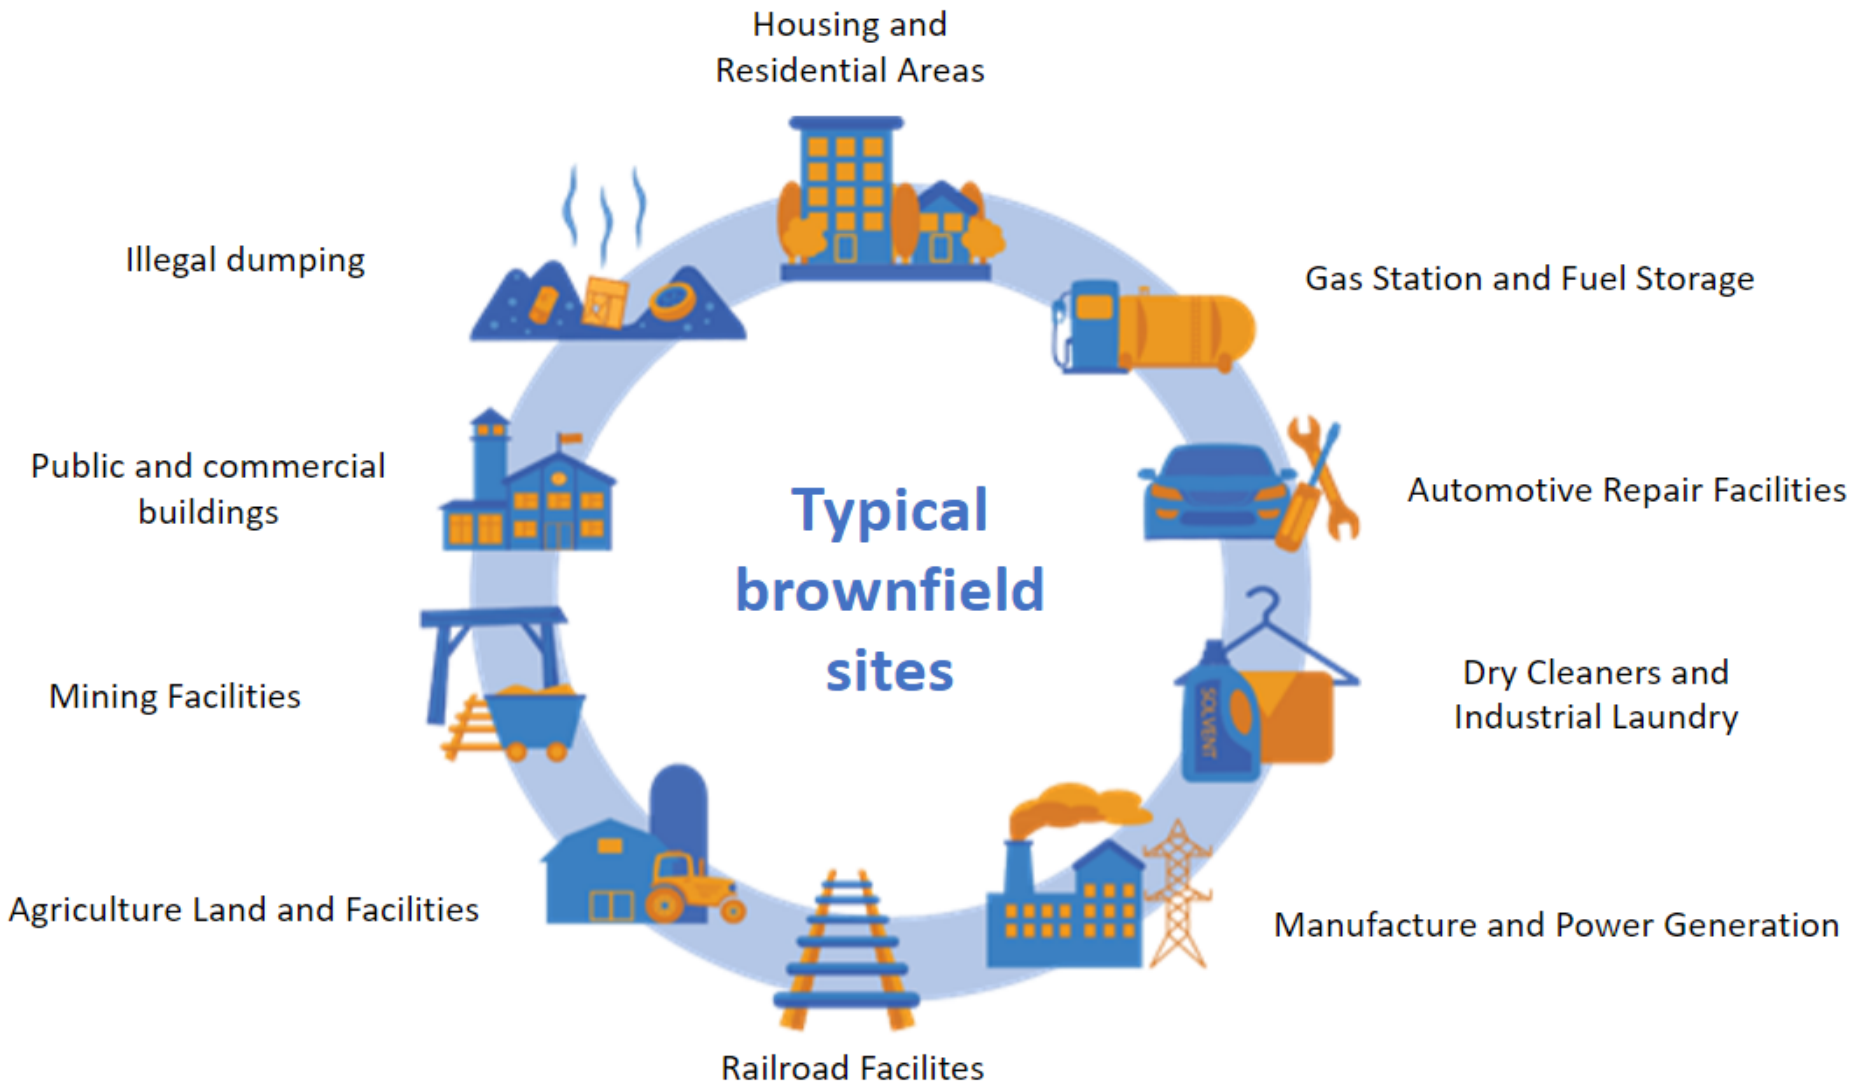 Housing and
Residential Areas
Gas Station and Fuel Storage
Automotive Repair Facilities
Dry Cleaners and
Industrial Laundry
SOLVENT
Manufacture and Power Generation
Railroad Facilites
Agriculture Land and Facilities
Mining Facilities
Public and commercial
buildings
Illegal dumping
Typical
brownfield
sites